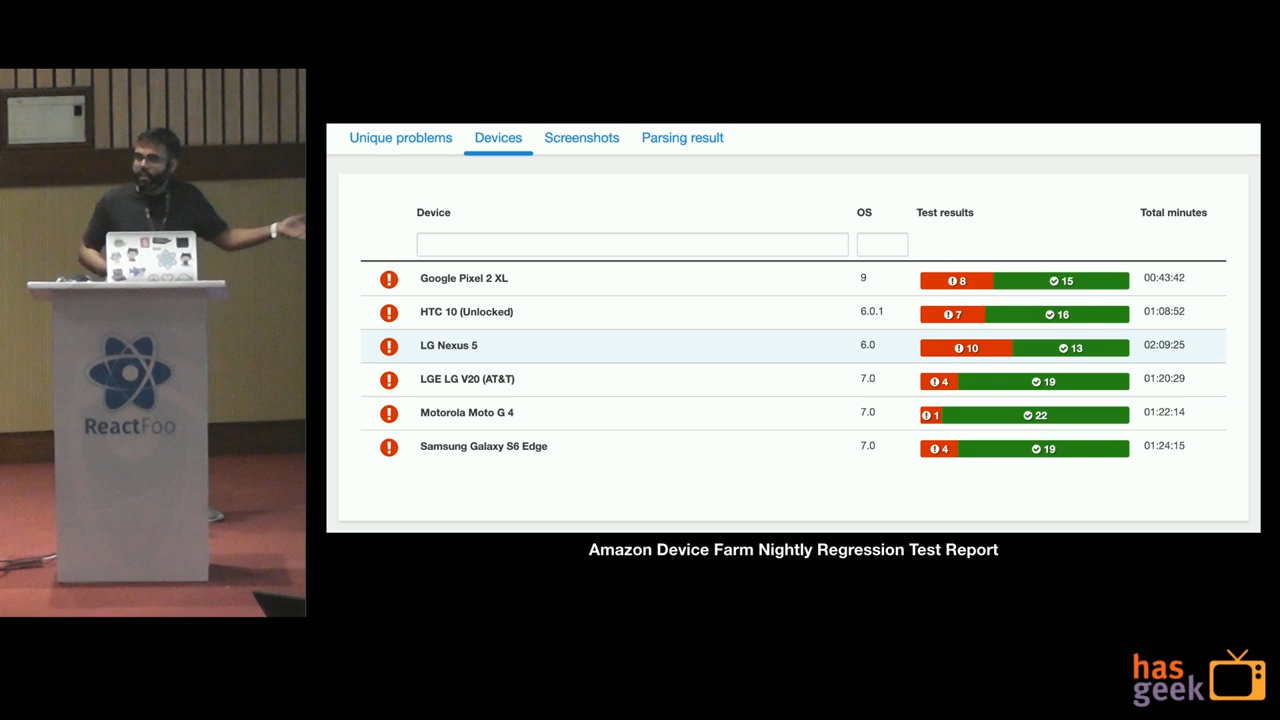 Unique problems Devices Screenshots Parsing result
Device OS Test results Total minutes
Google Pixel 2 XL 9 8 15 00:43:42
HTC 10 (Unlocked) 6.0.1 7 16 01:08:52
LG Nexus 5 6.0 10 13 02:09:25
LGE LG V20 (AT&T) 7.0 4 19 01:20:29
Motorola Moto G 4 7.0 1 22 01:22:14
Samsung Galaxy S6 Edge 7.0 4 19 01:24:15
Amazon Device Farm Nightly Regression Test Report
ReactFoo
has
geek